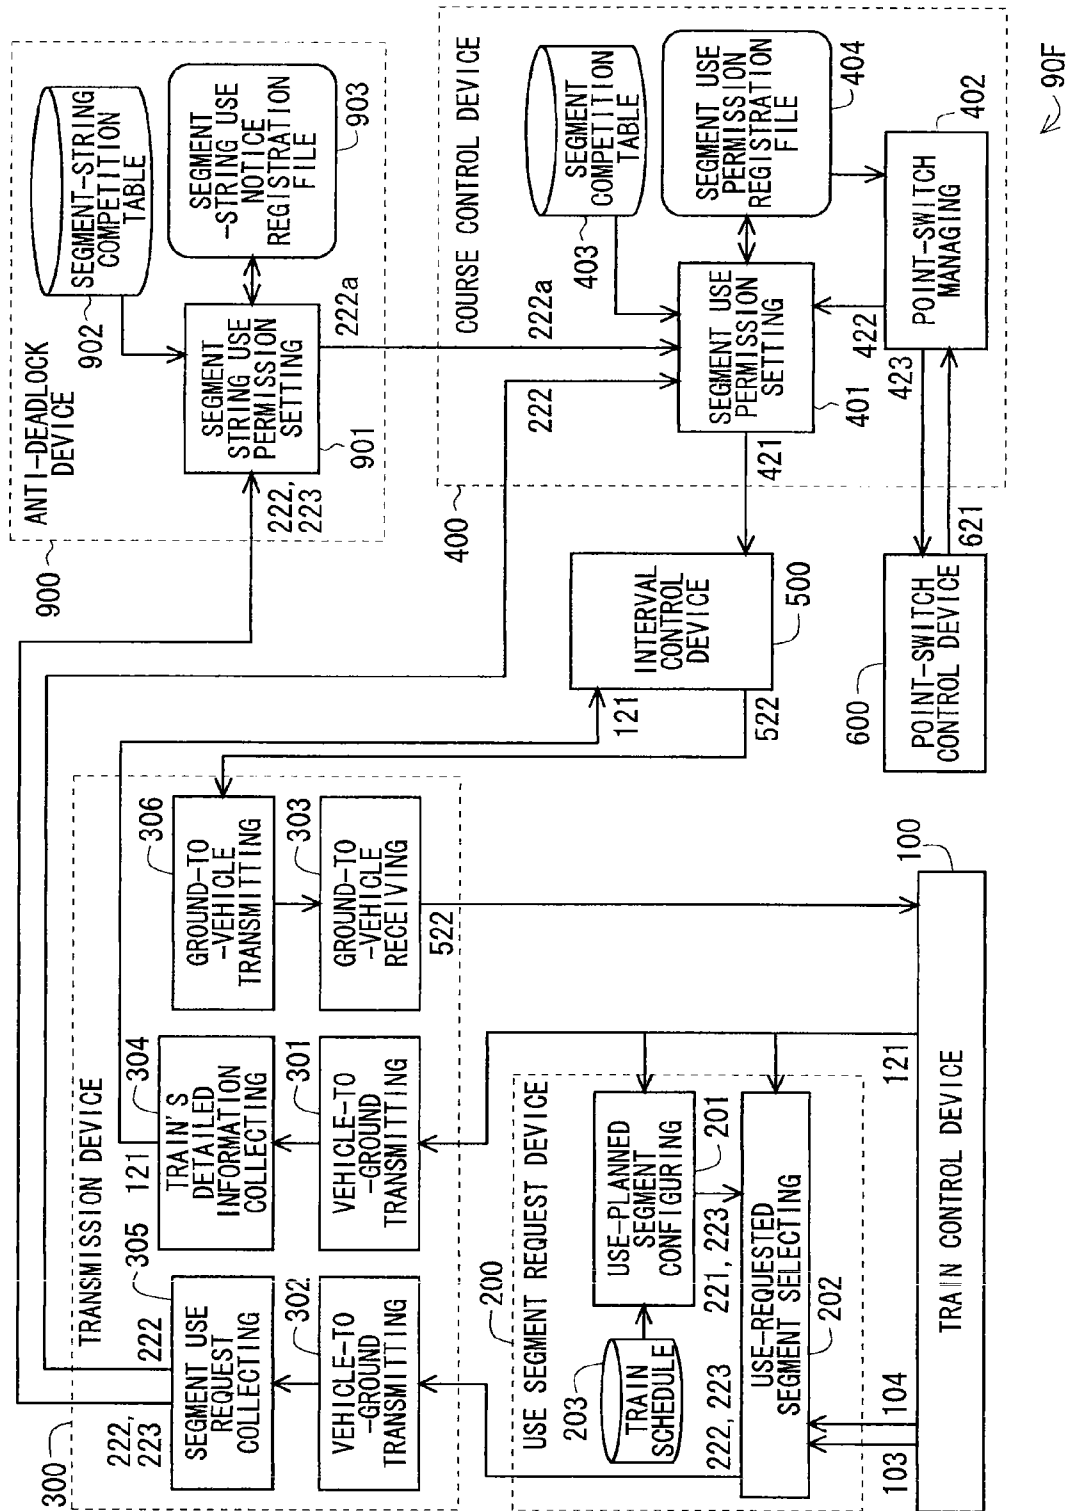 300
TRANSMISSION DEVICE
222,
223
222
305
SEGMENT USE
REQUEST
COLLECTING
302
VEHICLE-TO
-GROUND
TRANSMITTING
121
304
TRAIN'S
DETAILED
INFORMATION
COLLECTING
301
VEHICLE-TO
-GROUND
TRANSMITTING
306
GROUND-TO
-VEHICLE
TRANSMITTING
303
GROUND-TO
-VEHICLE
RECEIVING
522
200
USE SEGMENT REQUEST DEVICE
203
TRAIN
SCHEDULE
USE-PLANNED
SEGMENT
CONFIGURING
201
221, 223
222, 223
USE-REQUESTED
SEGMENT SELECTING
202
103
104
121
TRAIN CONTROL DEVICE
100
900
ANTI-DEADLOCK
DEVICE
902
SEGMENT-STRING
COMPETITION
TABLE
222,
223
SEGMENT
STRING USE
PERMISSION
SETTING
901
SEGMENT
-STRING USE
NOTICE
REGISTRATION
FILE
903
222a
400
COURSE CONTROL DEVICE
222
222a
403
SEGMENT
COMPETITION
TABLE
SEGMENT USE
PERMISSION
SETTING
401
SEGMENT USE
PERMISSION
REGISTRATION
FILE
404
421
422
423
POINT-SWITCH
MANAGING
402
121
INTERVAL
CONTROL
DEVICE
500
522
600
POINT-SWITCH
CONTROL DEVICE
621
90F